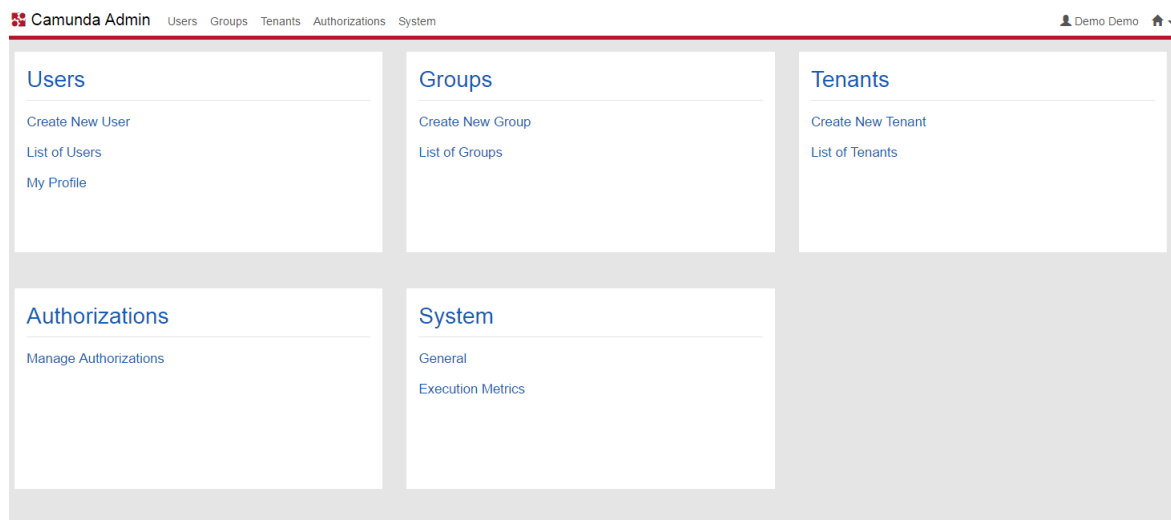 Camunda Admin Users Groups Tenants Authorizations System Demo Demo
Users
Create New User
List of Users
My Profile
Groups
Create New Group
List of Groups
Tenants
Create New Tenant
List of Tenants
Authorizations
Manage Authorizations
System
General
Execution Metrics